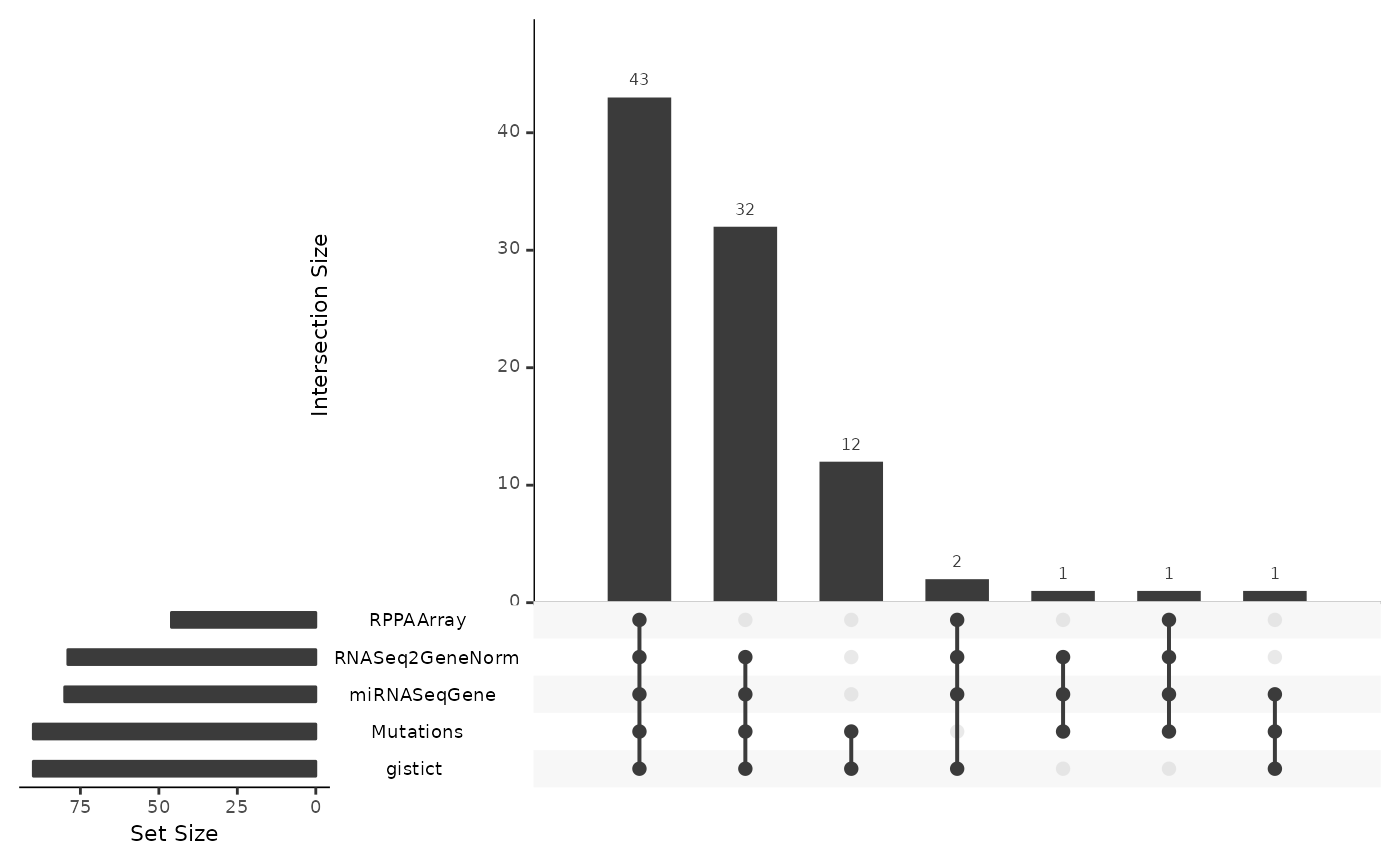 43
40
32
30
Intersection Size
20
12
10
2
1
1
1
0
RPPAArray
RNASeq2GeneNorm
miRNASeqGene
Mutations
gistict
75 50 25 0
Set Size